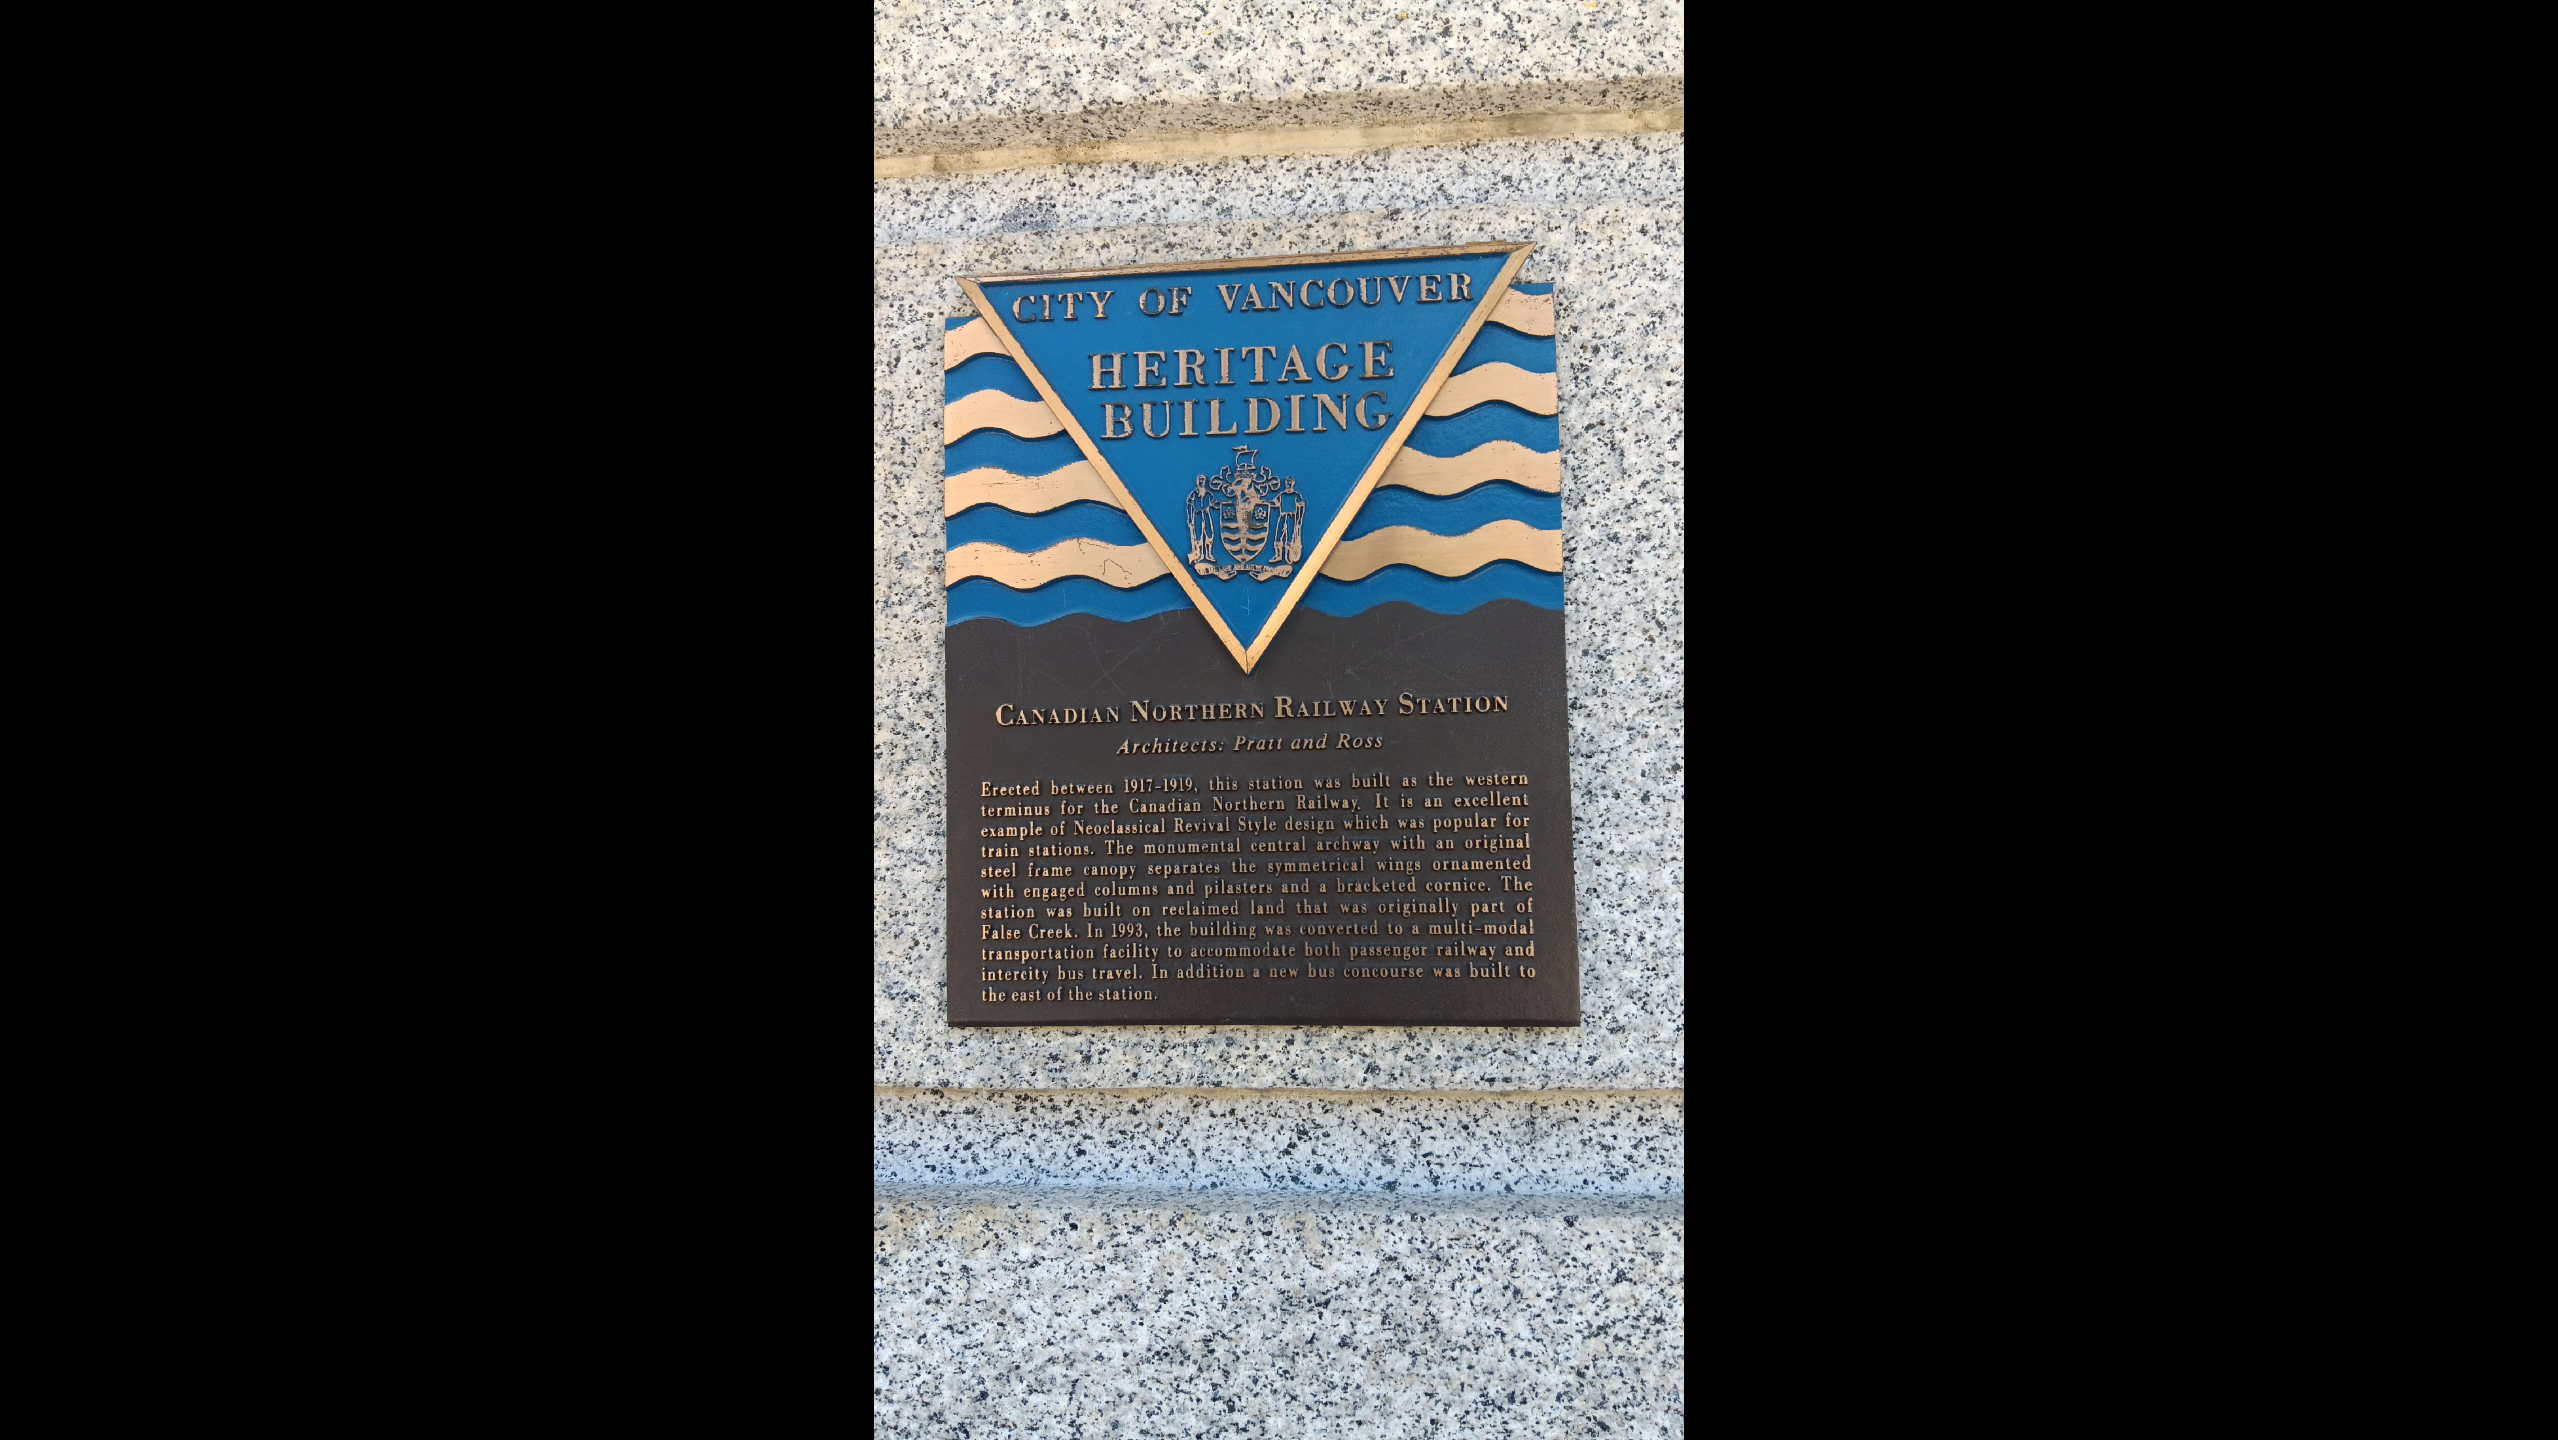 CITY OF VANCOUVER
HERITAGE
BUILDING
CANADIAN NORTHERN RAILWAY STATION
Architects: Pratt and Ross
Erected between 1917-1919, this station was built as the western
terminus for the Canadian Northern Railway. It is an excellent
example of Neoclassical Revival Style design which was popular for
train stations. The monumental central archway with an original
steel frame canopy separates the symmetrical wings ornamented
with engaged columns and pilasters and a bracketed cornice. The
station was built on reclaimed land that was originally part of
False Creek. In 1993, the building was converted to a multi-modal
transportation facility to accommodate both passenger railway and
intercity bus travel. In addition a new bus concourse was built to
the east of the station.